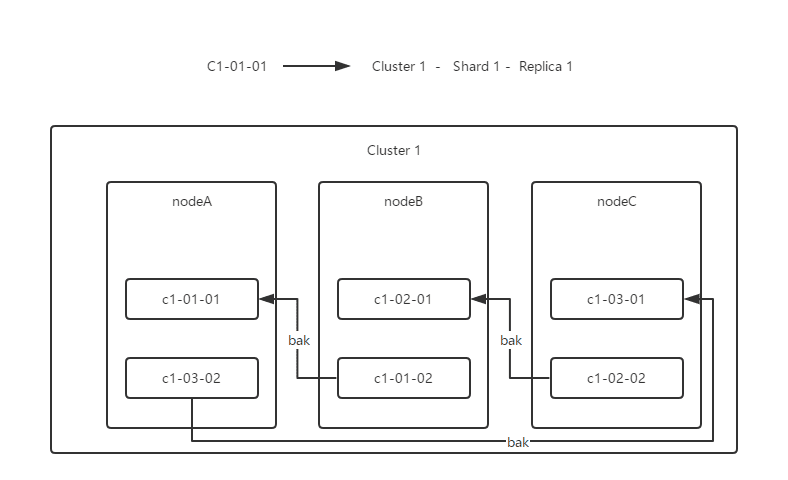 C1-01-01 Cluster 1 - Shard 1 - Replica 1
Cluster 1
nodeA nodeB nodeC
c1-01-01 c1-02-01 c1-03-01
bak bak
c1-03-02 c1-01-02 c1-02-02
bak